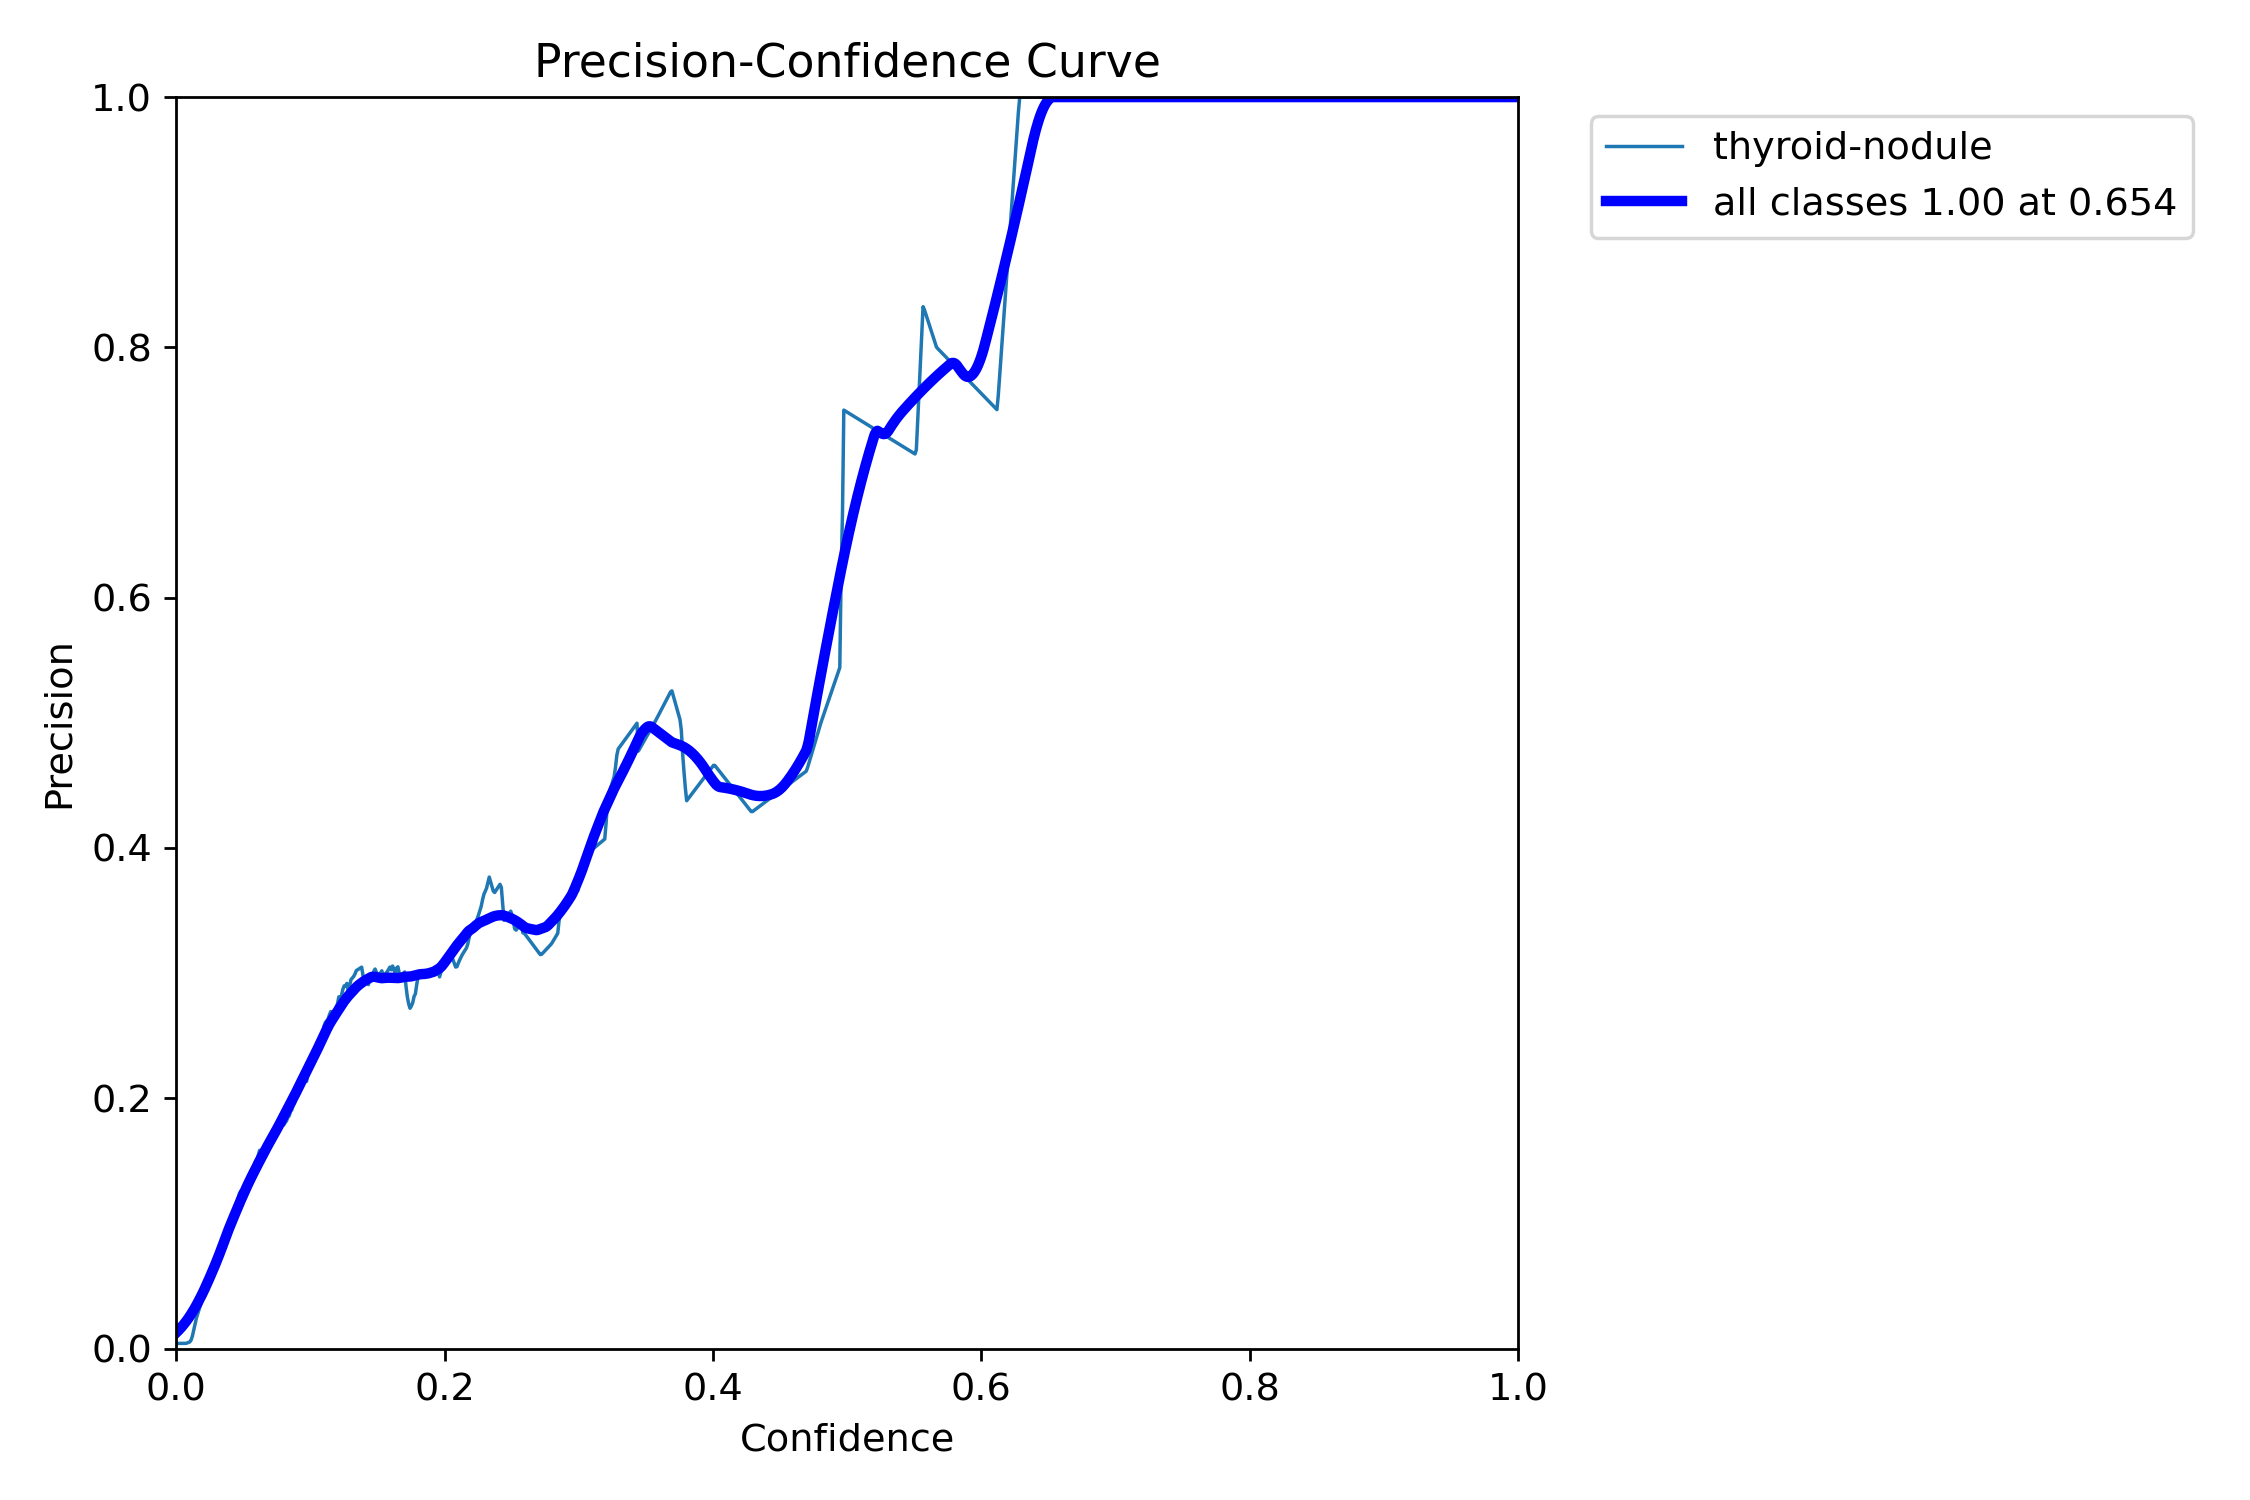 Precision-Confidence Curve
1.0
0.8
0.6
0.4
0.2
0.0
Precision
0.0 0.2 0.4 0.6 0.8 1.0
Confidence
thyroid-nodule
all classes 1.00 at 0.654